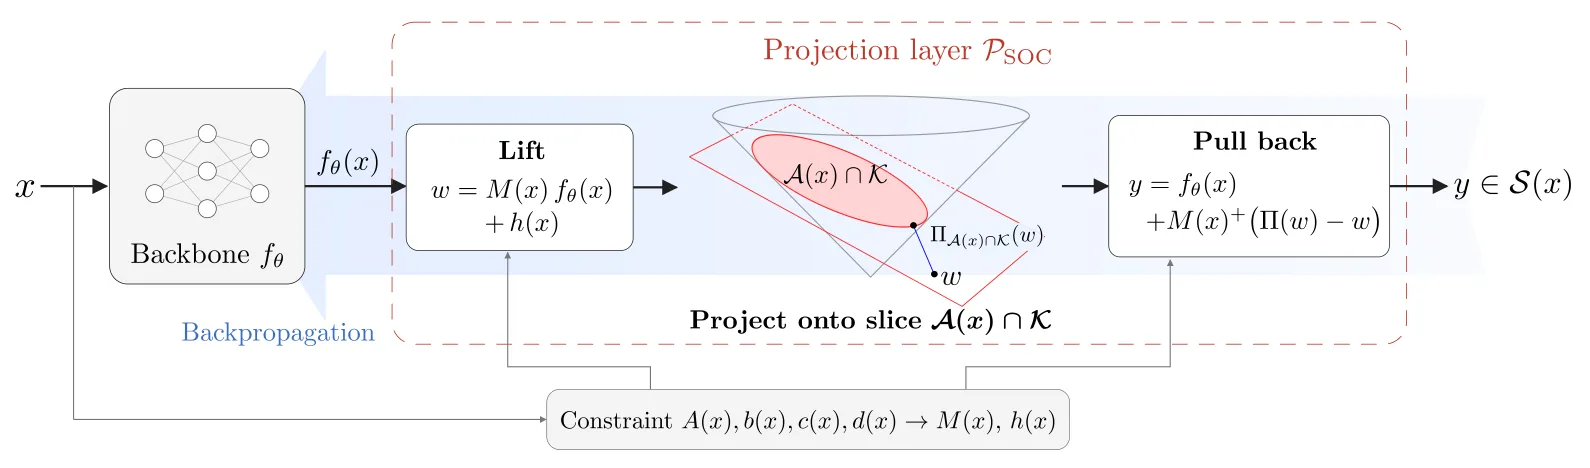 Projection layer 𝒫_SOC
x
Backbone f_θ
f_θ(x)
Lift
w = M(x) f_θ(x)
+ h(x)
𝒜(x) ∩ 𝒦
Π_{𝒜(x)∩𝒦}(w)
w
Project onto slice 𝒜(x) ∩ 𝒦
Pull back
y = f_θ(x)
+M(x)⁺(Π(w) − w)
y ∈ 𝒮(x)
Backpropagation
Constraint A(x), b(x), c(x), d(x) → M(x), h(x)